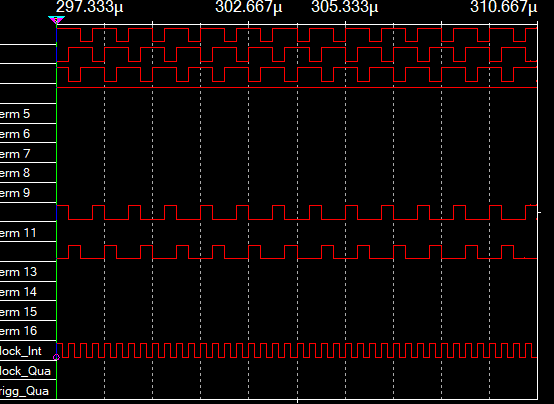 297.333µ 302.667µ 305.333µ 310.667µ
erm 5
erm 6
erm 7
erm 8
erm 9
erm 11
erm 13
erm 14
erm 15
erm 16
lock_Int
lock_Qua
rigg_Qua